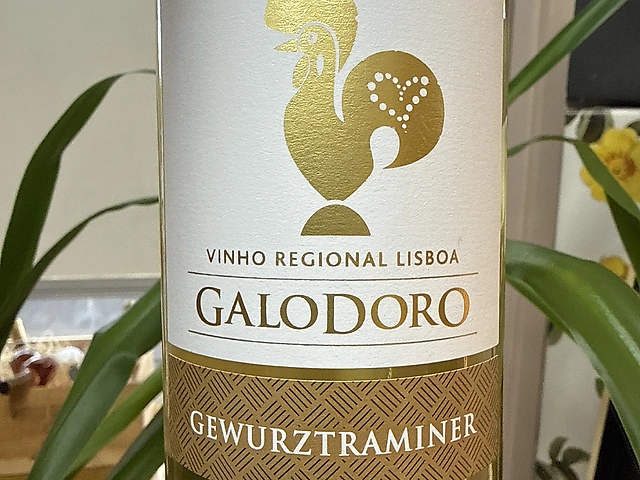 VINHO REGIONAL LISBOA
GALODORO
GEWURZTRAMINER